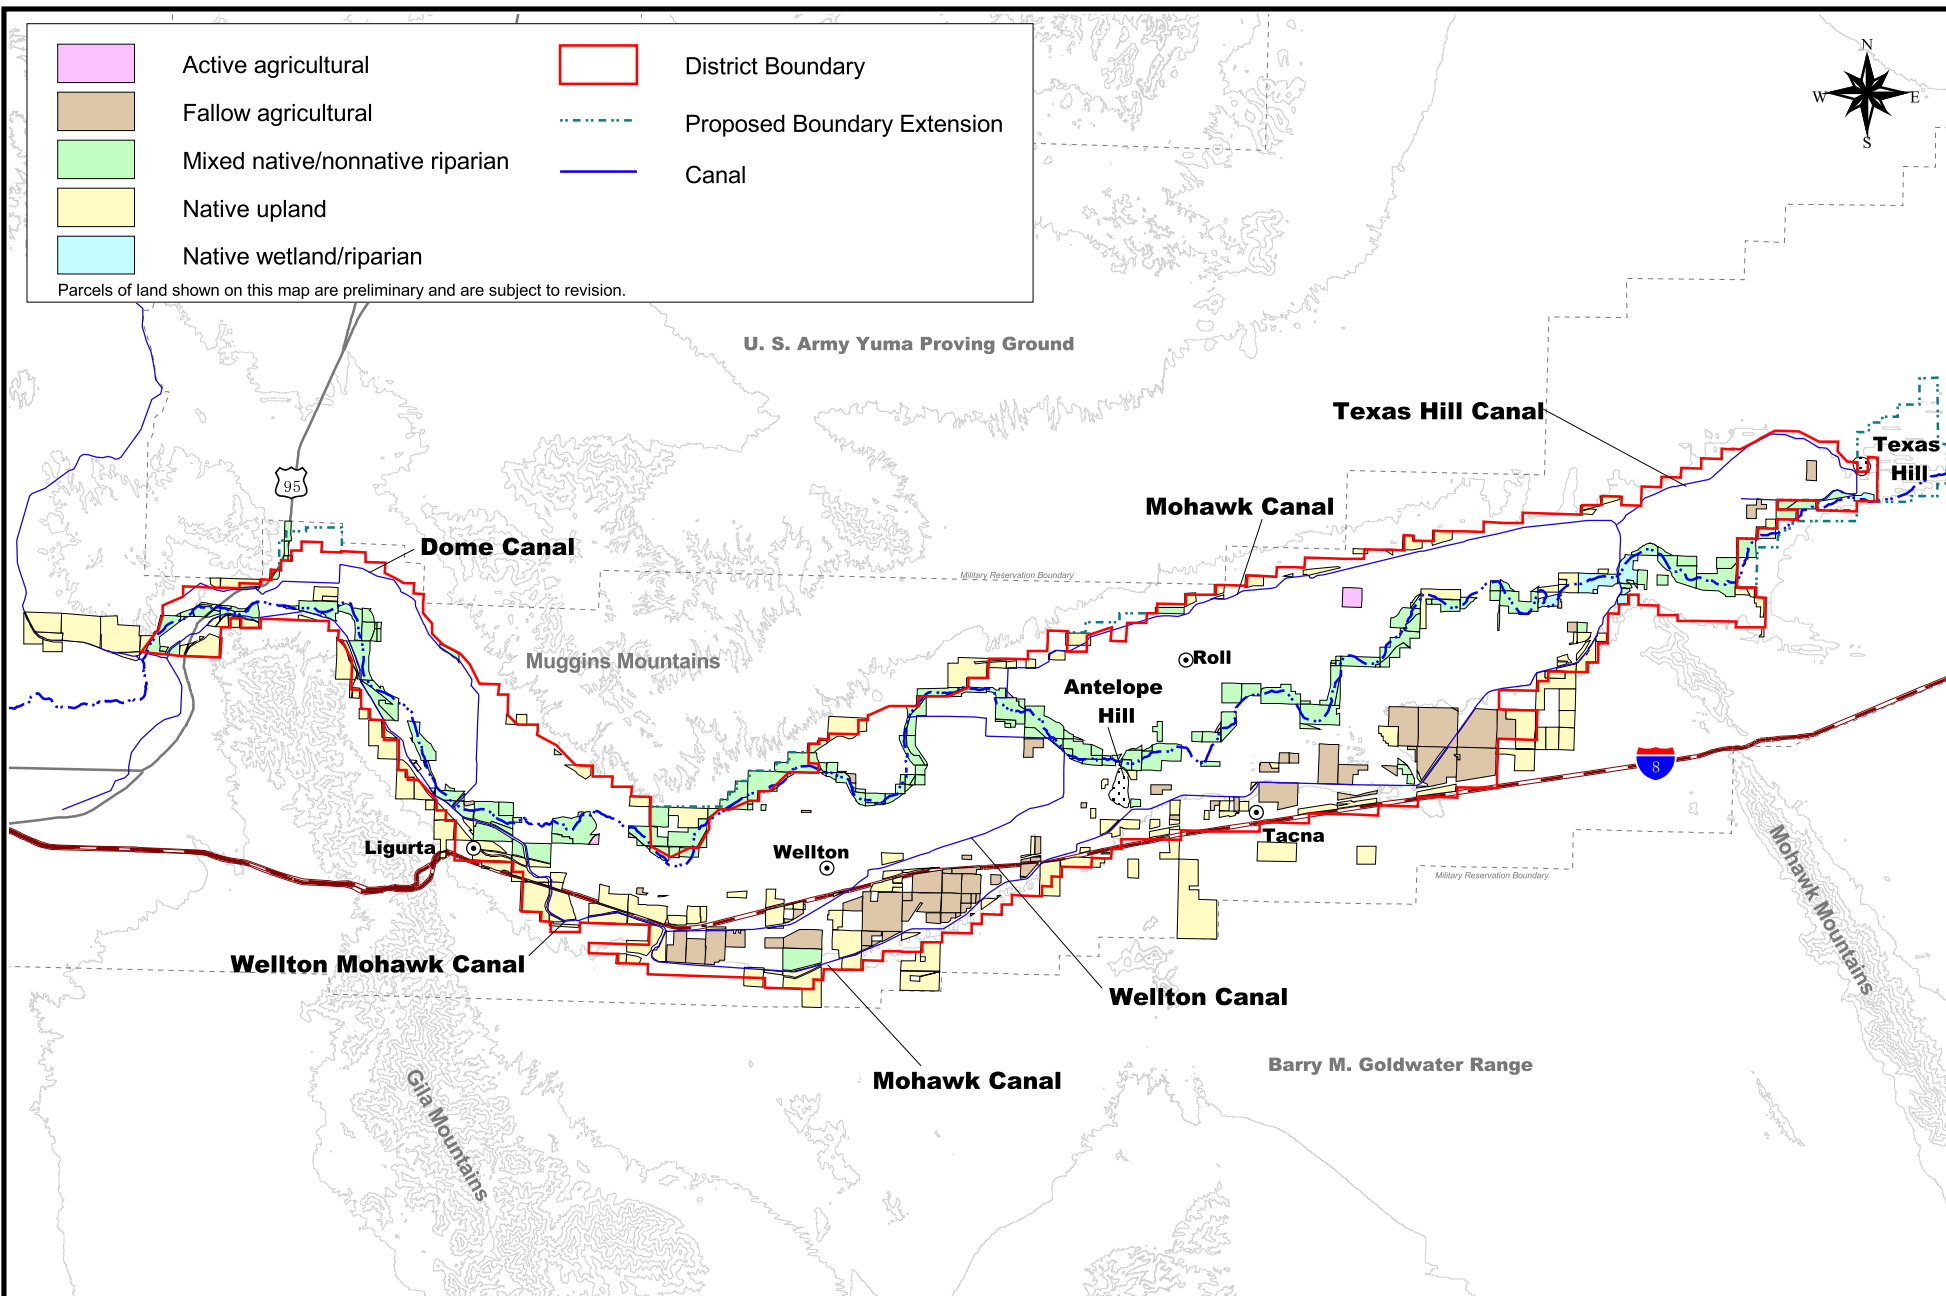 Active agricultural
Fallow agricultural
Mixed native/nonnative riparian
Native upland
Native wetland/riparian
District Boundary
Proposed Boundary Extension
Canal
Parcels of land shown on this map are preliminary and are subject to revision.
N
W
E
S
U. S. Army Yuma Proving Ground
Texas Hill Canal
Texas
Hill
95
Mohawk Canal
Dome Canal
Military Reservation Boundary
Muggins Mountains
Roll
Antelope
Hill
8
Tacna
Ligurta
Wellton
Mohawk Mountains
Military Reservation Boundary
Wellton Mohawk Canal
Wellton Canal
Mohawk Canal
Barry M. Goldwater Range
Gila Mountains